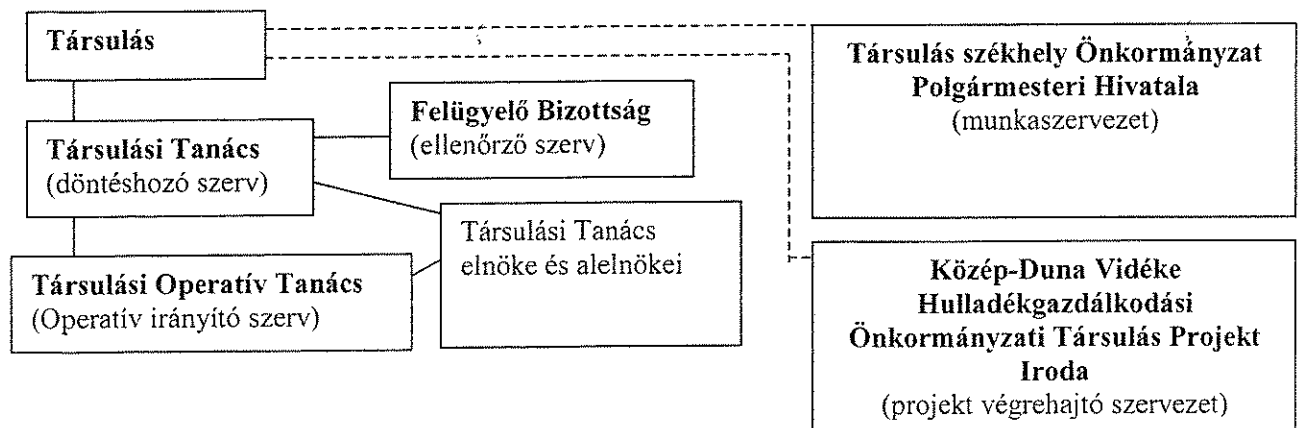 Társulás
Társulás székhely Önkormányzat
Polgármesteri Hivatala
(munkaszervezet)
Felügyelő Bizottság
(ellenőrző szerv)
Társulási Tanács
(döntéshozó szerv)
Társulási Tanács
elnöke és alelnökei
Társulási Operatív Tanács
(Operatív irányító szerv)
Közép-Duna Vidéke
Hulladékgazdálkodási
Önkormányzati Társulás Projekt
Iroda
(projekt végrehajtó szervezet)